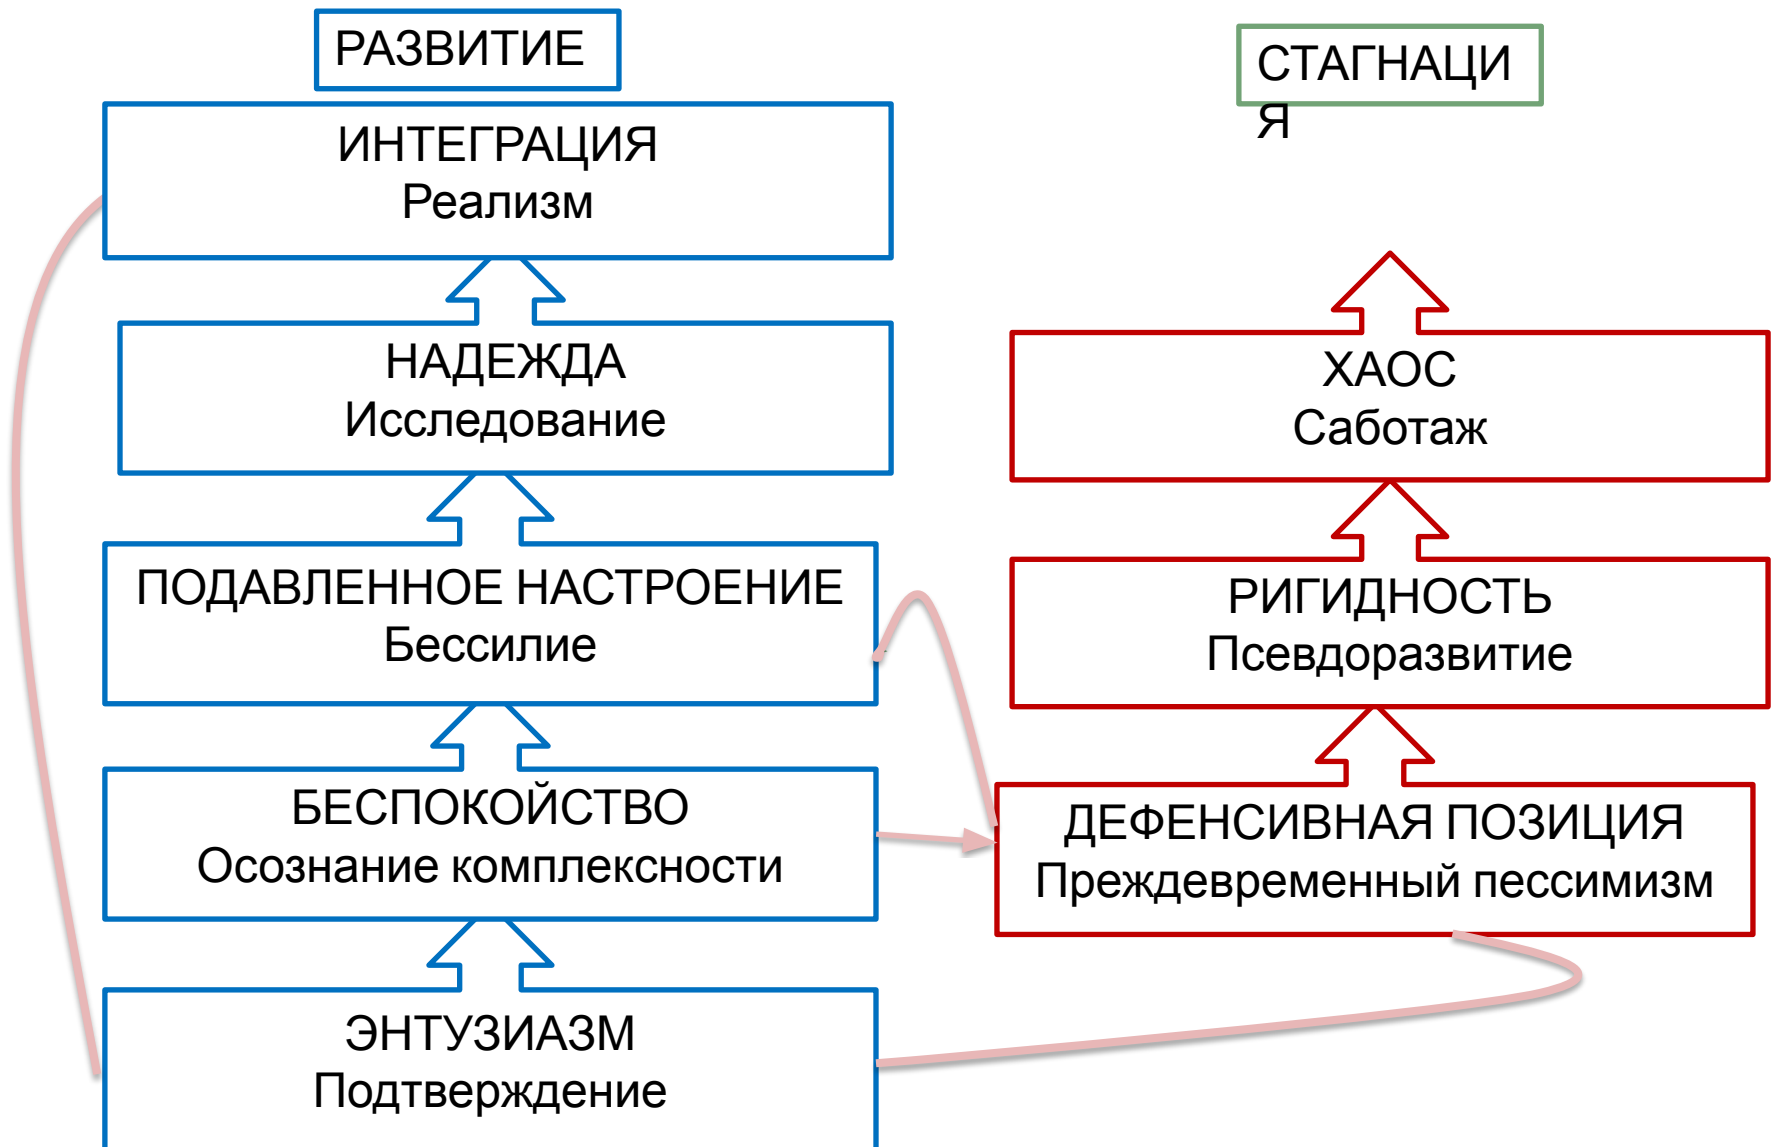 РАЗВИТИЕ
ИНТЕГРАЦИЯ
Реализм
НАДЕЖДА
Исследование
ПОДАВЛЕННОЕ НАСТРОЕНИЕ
Бессилие
БЕСПОКОЙСТВО
Осознание комплексности
ЭНТУЗИАЗМ
Подтверждение
СТАГНАЦИ
Я
ХАОС
Саботаж
РИГИДНОСТЬ
Псевдоразвитие
ДЕФЕНСИВНАЯ ПОЗИЦИЯ
Преждевременный пессимизм